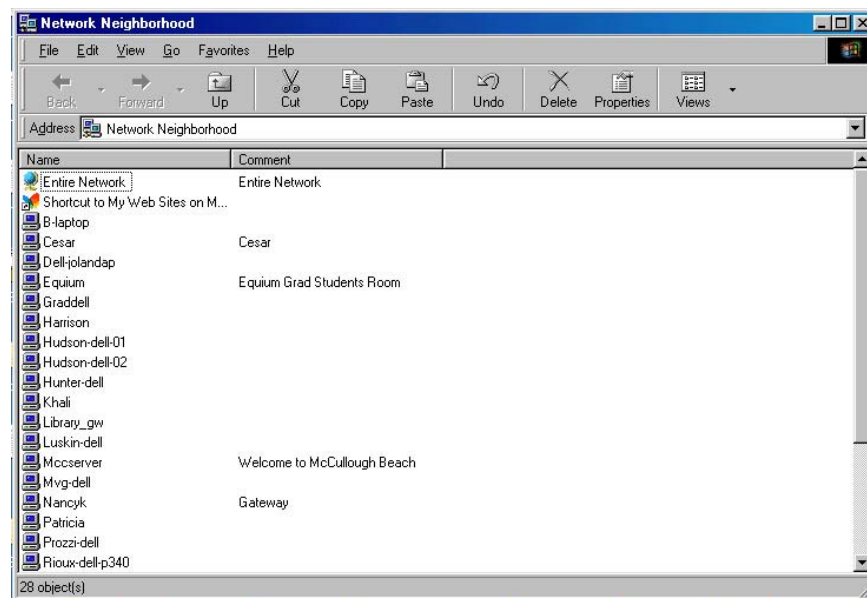 Network Neighborhood
File Edit View Go Favorites Help
Back Forward Up Cut Copy Paste Undo Delete Properties Views
Address Network Neighborhood
Name Comment
Entire Network Entire Network
Shortcut to My Web Sites on M...
B-laptop
Cesar Cesar
Dell-jolandap
Equium Equium Grad Students Room
Graddell
Harrison
Hudson-dell-01
Hudson-dell-02
Hunter-dell
Khali
Library_gw
Luskin-dell
Mccserver Welcome to McCullough Beach
Mvg-dell
Nancyk Gateway
Patricia
Prozzi-dell
Rioux-dell-p340
28 object(s)